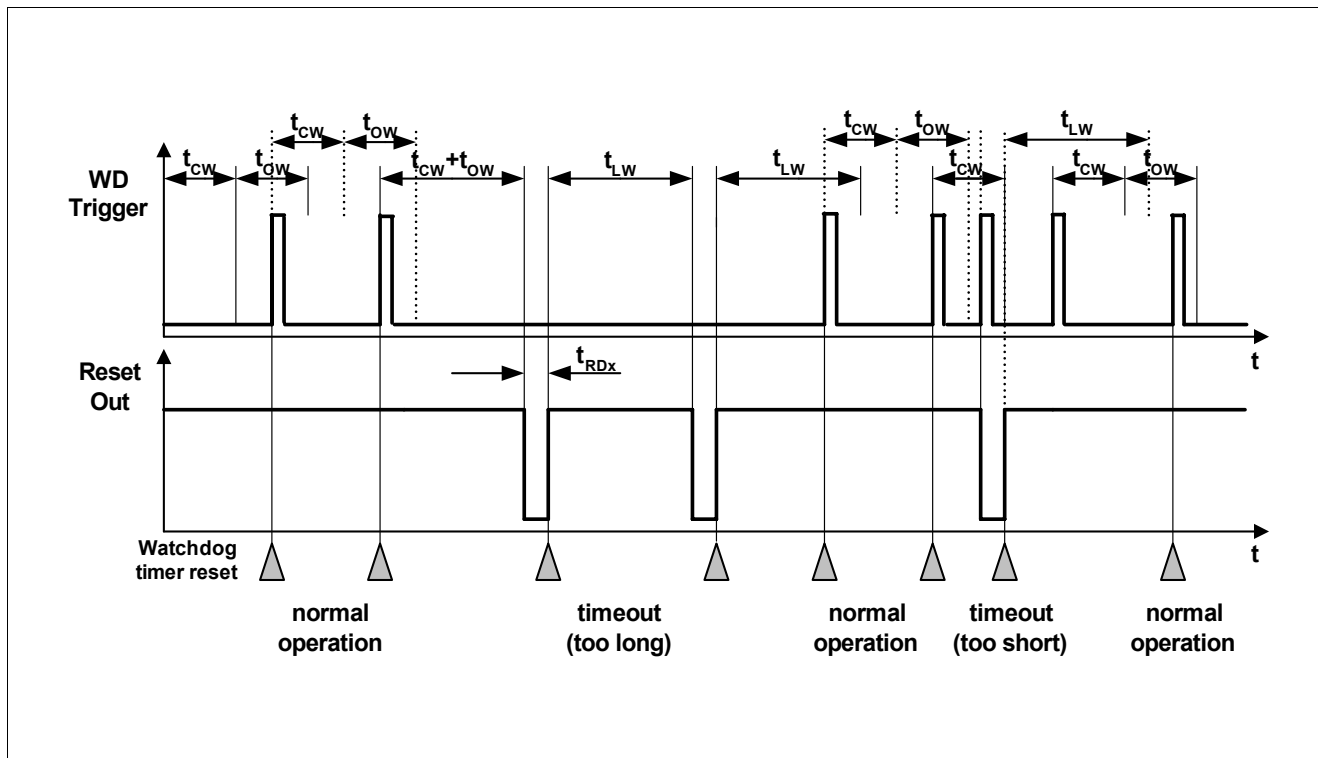 tCW tOW tCW tOW tLW
tCW tOW tCW+tOW tLW tLW tCW tCW tOW
WD
Trigger
t
tRDx
Reset
Out
t
Watchdog
timer reset
normal
operation
timeout
(too long)
normal
operation
timeout
(too short)
normal
operation